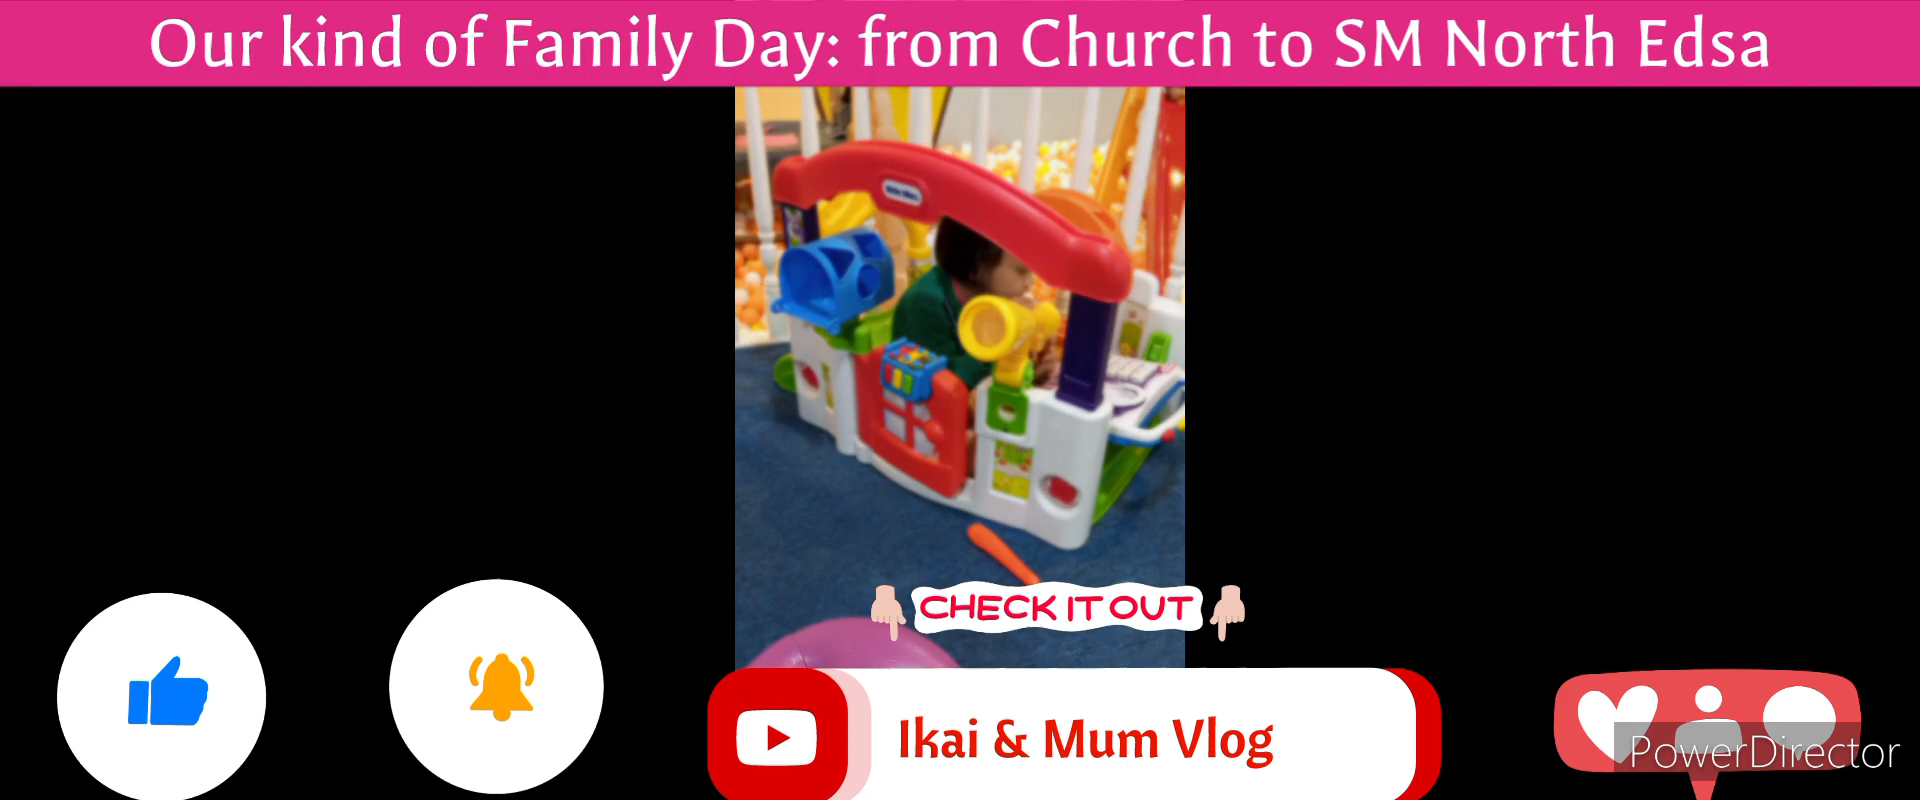 Our kind of Family Day: from Church to SM North Edsa
CHECK IT OUT
Ikai & Mum Vlog
PowerDirector